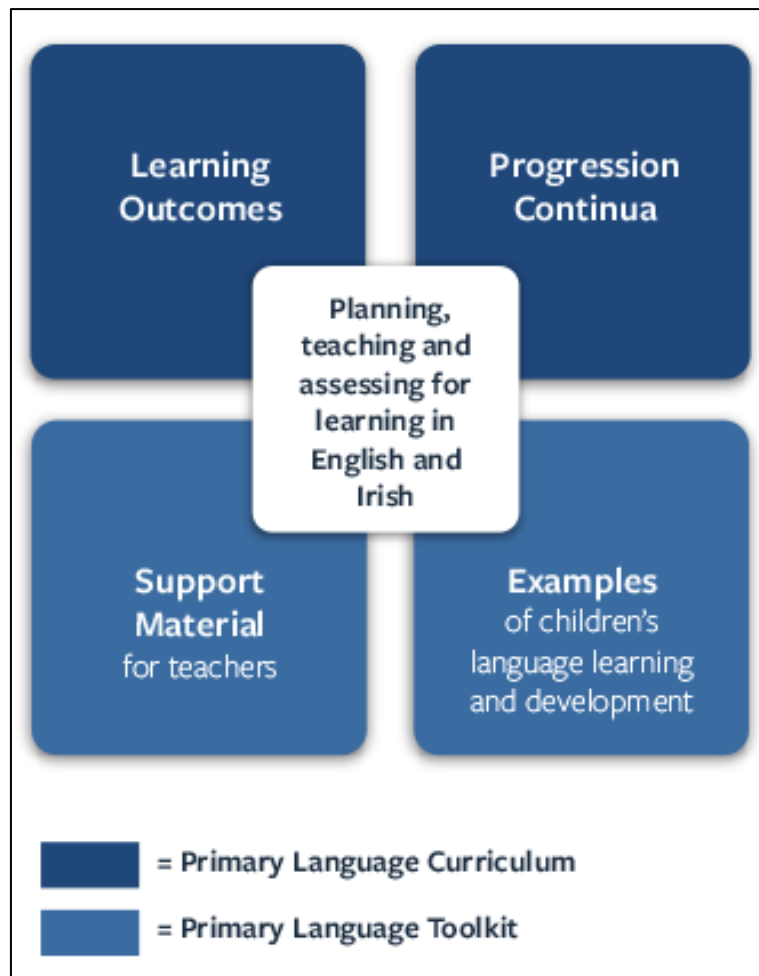 Learning
Outcomes
Progression
Continua
Planning,
teaching and
assessing for
learning in
English and
Irish
Support
Material
for teachers
Examples
of children’s
language learning
and development
= Primary Language Curriculum
= Primary Language Toolkit